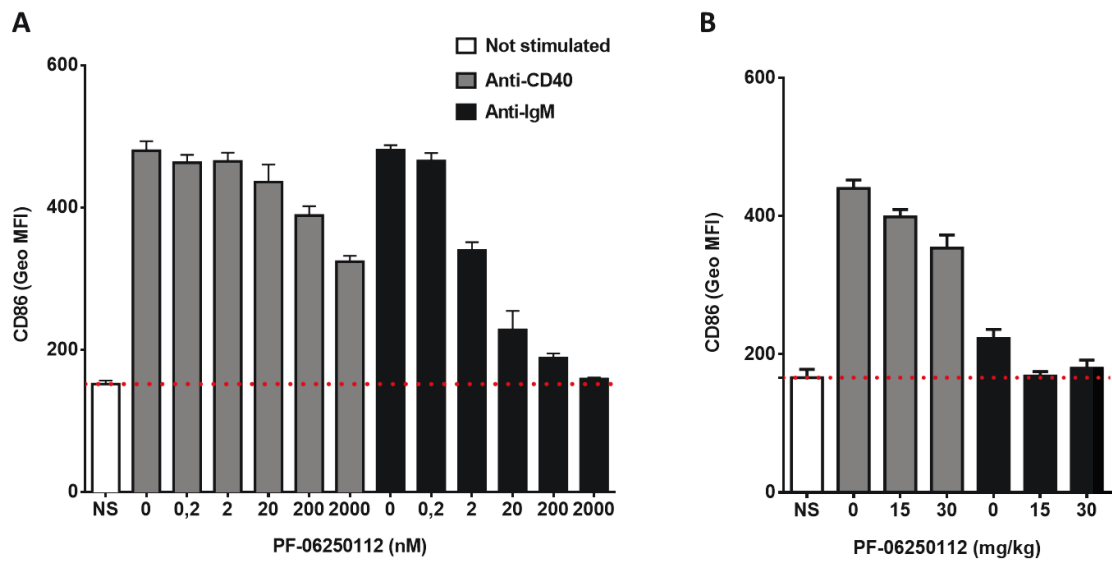 A
Not stimulated
Anti-CD40
Anti-IgM
600
400
200
0
CD86 (Geo MFI)
NS 0 0,2 2 20 200 2000 0 0,2 2 20 200 2000
PF-06250112 (nM)
B
600
400
200
0
CD86 (Geo MFI)
NS 0 15 30 0 15 30
PF-06250112 (mg/kg)